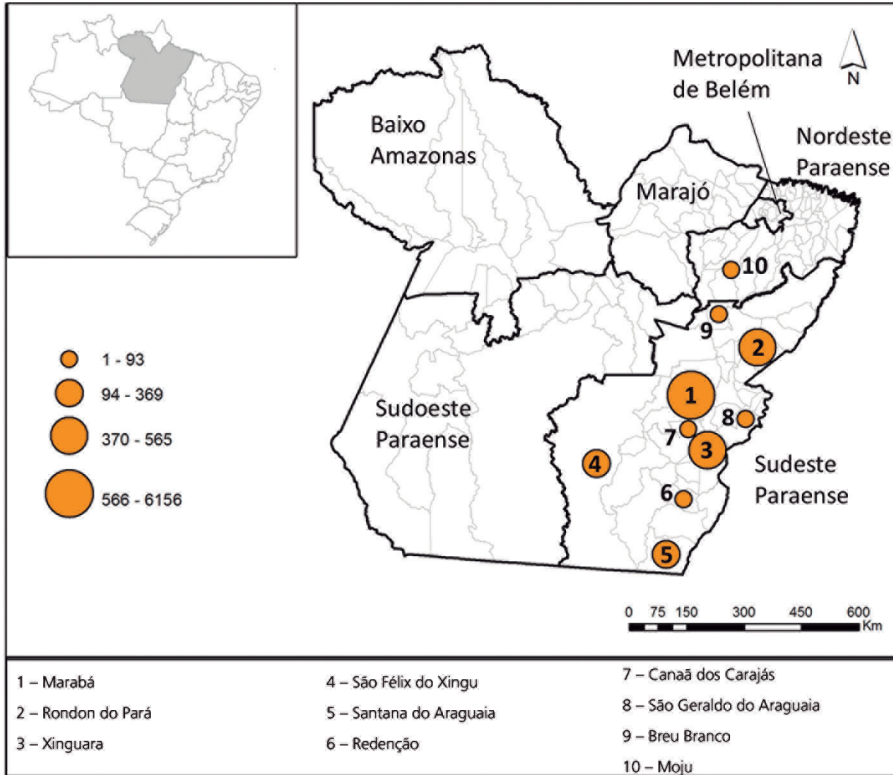 Metropolitana
de Belém
N
Baixo
Amazonas
Nordeste
Paraense
Marajó
10
9
2
1
8
7
3
4
Sudoeste
Paraense
Sudeste
Paraense
6
5
1 - 93
94 - 369
370 - 565
566 - 6156
0 75 150 300 450 600
Km
1 – Marabá
2 – Rondon do Pará
3 – Xinguara
4 – São Félix do Xingu
5 – Santana do Araguaia
6 – Redenção
7 – Canaã dos Carajás
8 – São Geraldo do Araguaia
9 – Breu Branco
10 – Moju